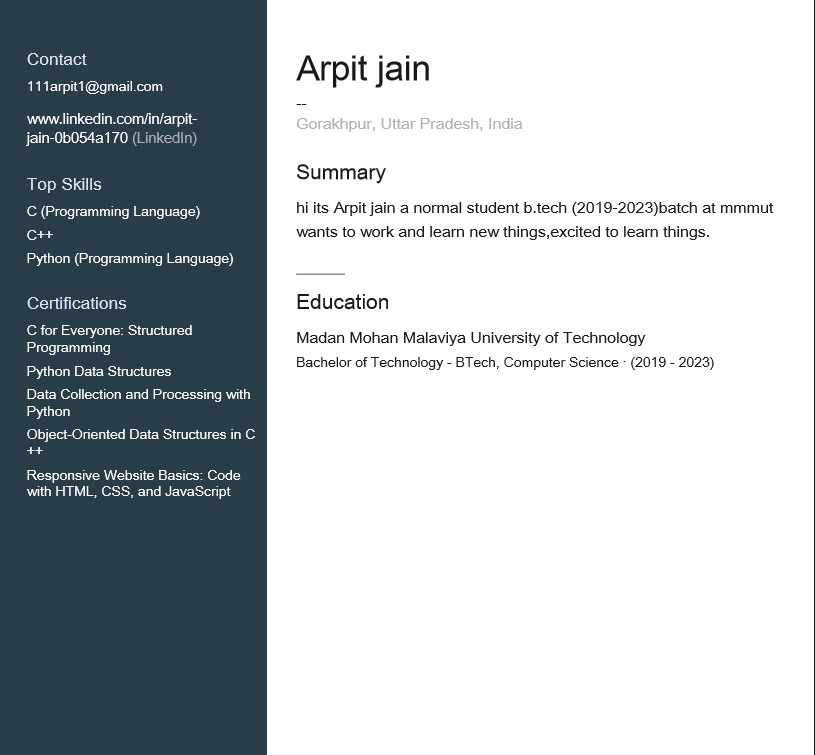 Contact
111arpit1@gmail.com
www.linkedin.com/in/arpit-
jain-0b054a170 (LinkedIn)
Top Skills
C (Programming Language)
C++
Python (Programming Language)
Certifications
C for Everyone: Structured
Programming
Python Data Structures
Data Collection and Processing with
Python
Object-Oriented Data Structures in C
++
Responsive Website Basics: Code
with HTML, CSS, and JavaScript
Arpit jain
--
Gorakhpur, Uttar Pradesh, India
Summary
hi its Arpit jain a normal student b.tech (2019-2023)batch at mmmut
wants to work and learn new things,excited to learn things.
Education
Madan Mohan Malaviya University of Technology
Bachelor of Technology - BTech, Computer Science · (2019 - 2023)